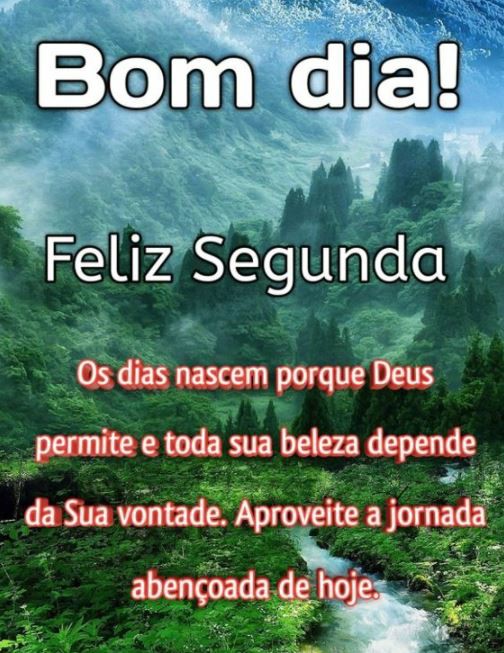 Bom dia!
Feliz Segunda
Os dias nascem porque Deus
permite e toda sua beleza depende
da Sua vontade. Aproveite a jornada
abençoada de hoje.